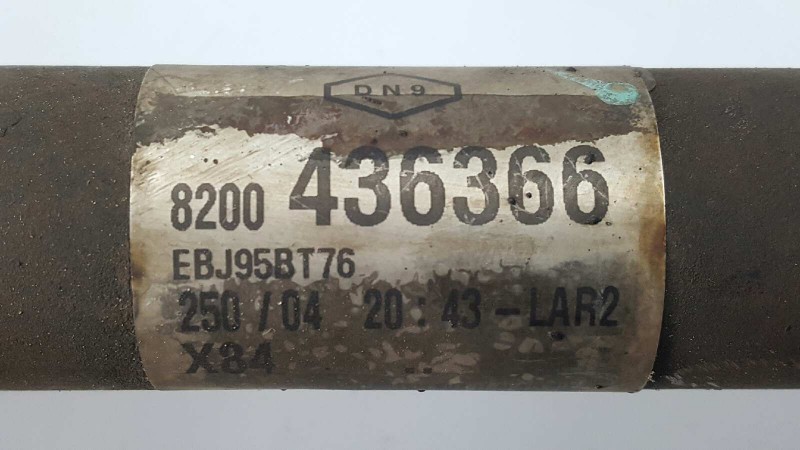 DN9
8200 436366
EBJ95BT76
250 / 04 20 : 43 - LAR2
X84 ..